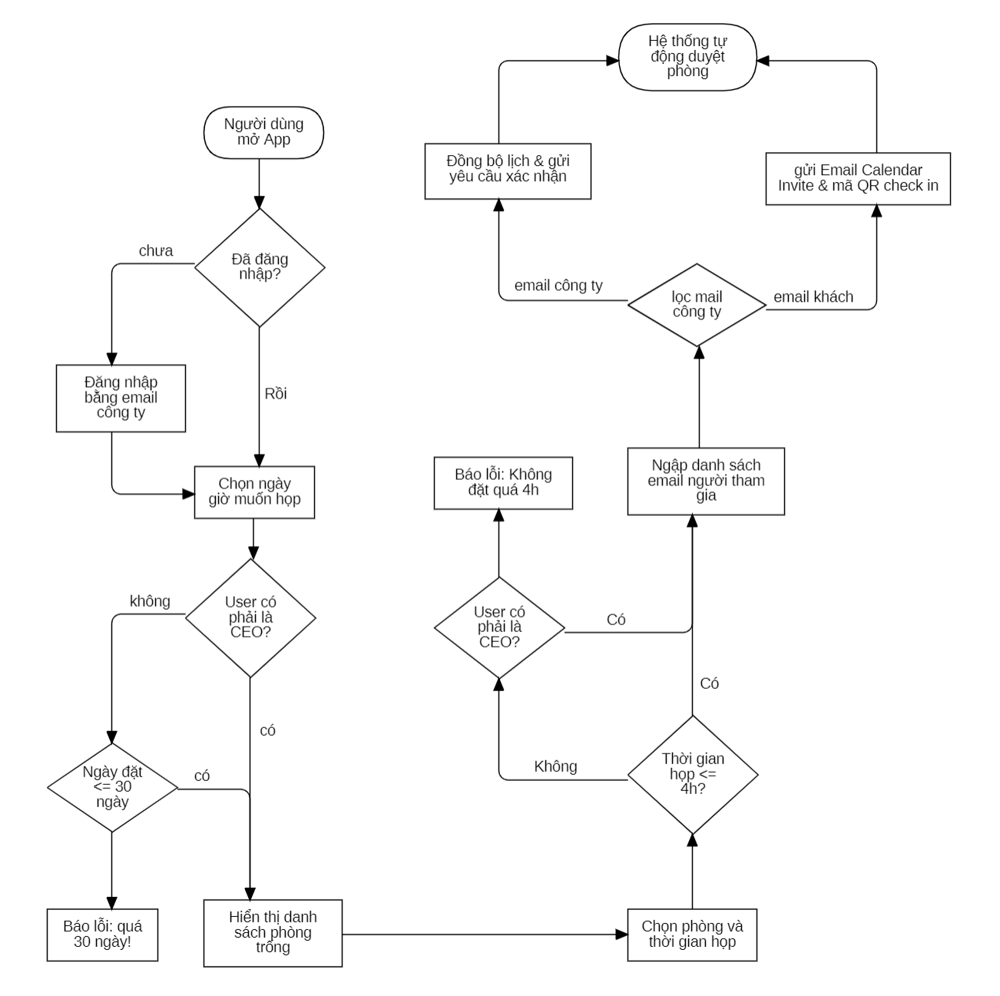 Người dùng
mở App
Đã đăng
nhập?
chưa
Rồi
Đăng nhập
bằng email
công ty
Chọn ngày
giờ muốn họp
User có
phải là
CEO?
không
có
Ngày đặt
<= 30
ngày
có
Báo lỗi: quá
30 ngày!
Hiển thị danh
sách phòng
trống
Chọn phòng và
thời gian họp
Thời gian
họp <=
4h?
Không
Có
User có
phải là
CEO?
Có
Báo lỗi: Không
đặt quá 4h
Ngập danh sách
email người tham
gia
lọc mail
công ty
email công ty
email khách
Đồng bộ lịch & gửi
yêu cầu xác nhận
gửi Email Calendar
Invite & mã QR check in
Hệ thống tự
động duyệt
phòng